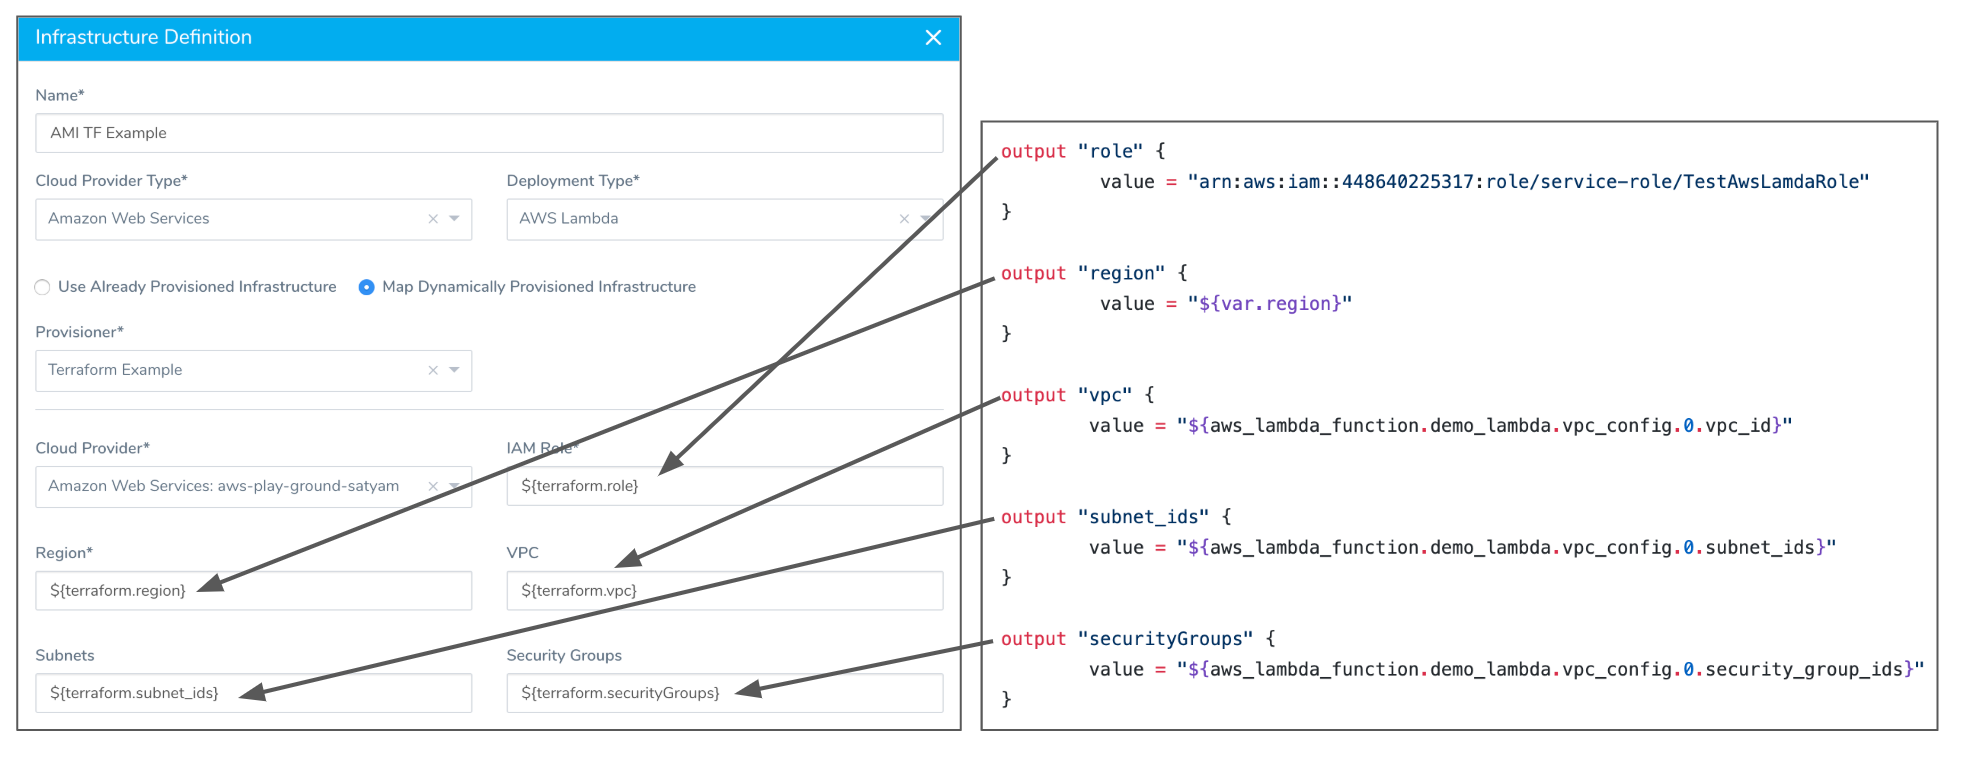 Infrastructure Definition
Name*
AMI TF Example
Cloud Provider Type*
Deployment Type*
Amazon Web Services
AWS Lambda
Use Already Provisioned Infrastructure
Map Dynamically Provisioned Infrastructure
Provisioner*
Terraform Example
Cloud Provider*
IAM Role*
Amazon Web Services: aws-play-ground-satyam
${terraform.role}
Region*
VPC
${terraform.region}
${terraform.vpc}
Subnets
Security Groups
${terraform.subnet_ids}
${terraform.securityGroups}
output "role" {
value = "arn:aws:iam::448640225317:role/service-role/TestAwsLamdaRole"
}
output "region" {
value = "${var.region}"
}
output "vpc" {
value = "${aws_lambda_function.demo_lambda.vpc_config.0.vpc_id}"
}
output "subnet_ids" {
value = "${aws_lambda_function.demo_lambda.vpc_config.0.subnet_ids}"
}
output "securityGroups" {
value = "${aws_lambda_function.demo_lambda.vpc_config.0.security_group_ids}"
}